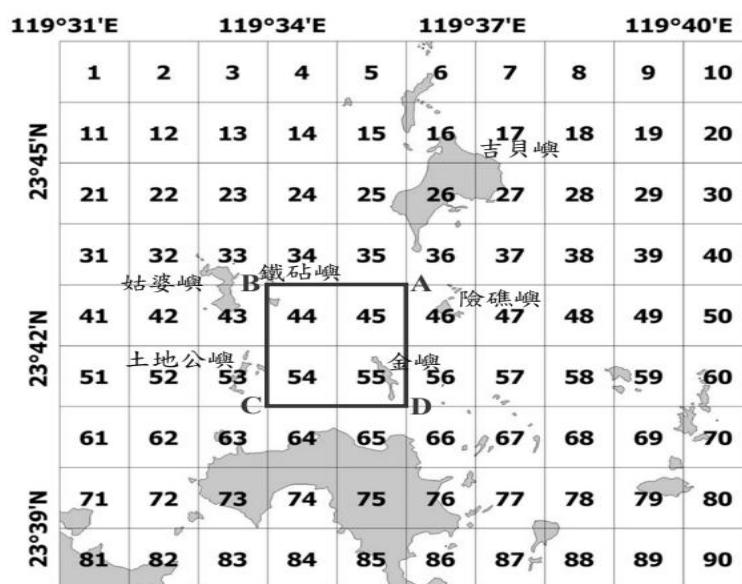 119°31'E 119°34'E 119°37'E 119°40'E
1 2 3 4 5 6 7 8 9 10
23°45'N
11 12 13 14 15 16 17 18 19 20
吉貝嶼
21 22 23 24 25 26 27 28 29 30
31 32 33 34 35 36 37 38 39 40
姑婆嶼 B 鐵砧嶼 A 險礁嶼
23°42'N
41 42 43 44 45 46 47 48 49 50
土地公嶼 金嶼
51 52 53 54 55 56 57 58 59 60
C D
61 62 63 64 65 66 67 68 69 70
23°39'N
71 72 73 74 75 76 77 78 79 80
81 82 83 84 85 86 87 88 89 90